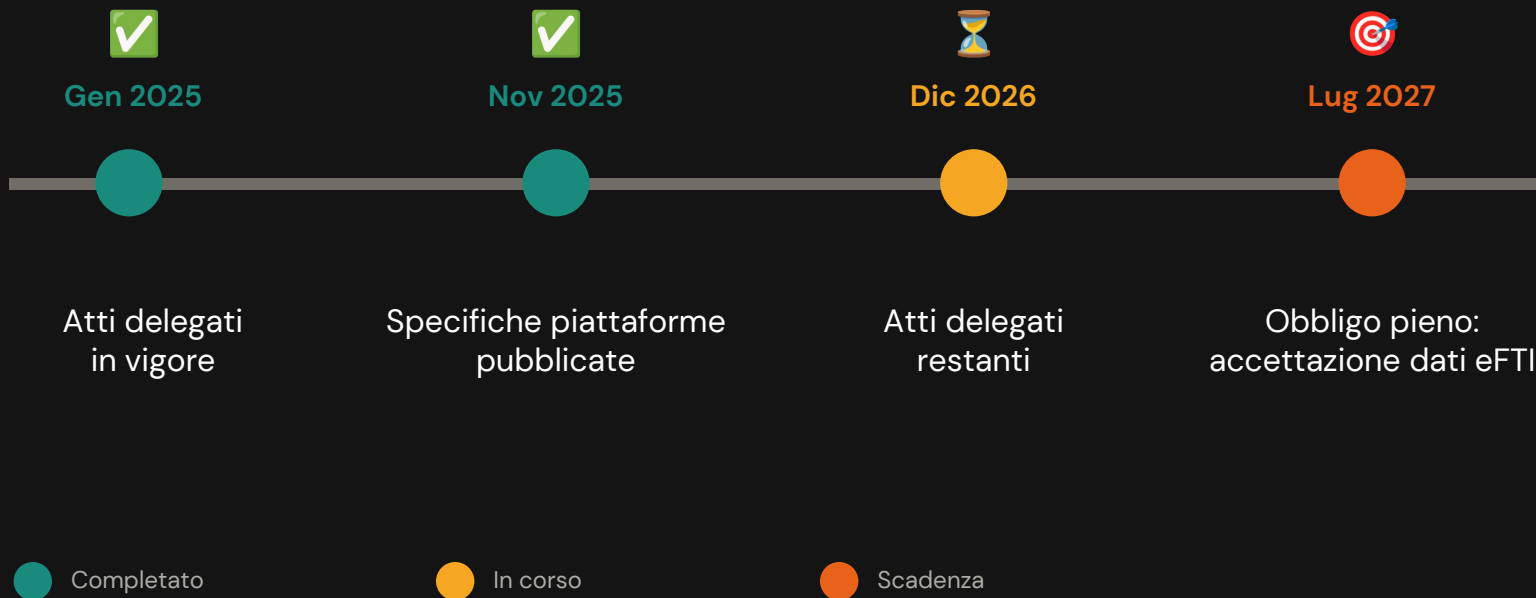 Gen 2025
Nov 2025
Dic 2026
Lug 2027
Atti delegati
in vigore
Specifiche piattaforme
pubblicate
Atti delegati
restanti
Obbligo pieno:
accettazione dati eFTI
Completato
In corso
Scadenza